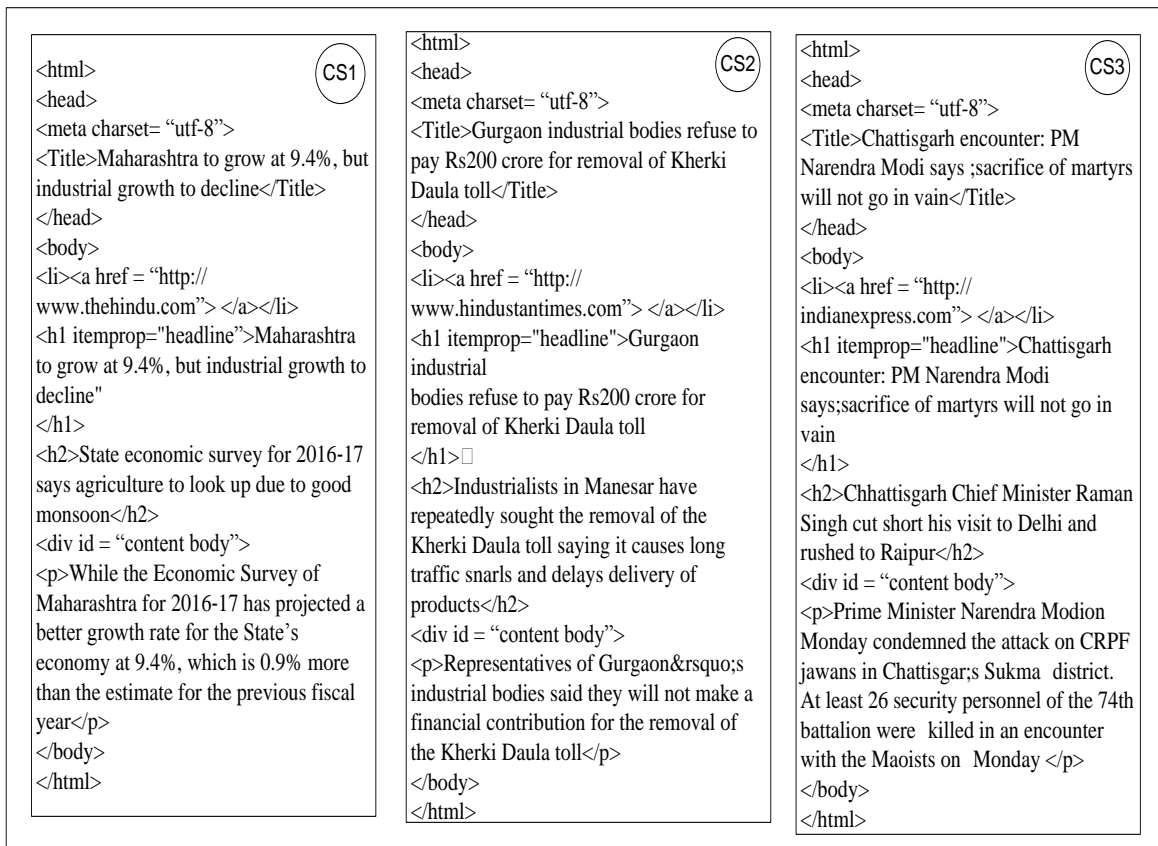 CS1
<html>
<head>
<meta charset= “utf-8”>
<Title>Maharashtra to grow at 9.4%, but
industrial growth to decline</Title>
</head>
<body>
<li><a href = “http://
www.thehindu.com”> </a></li>
<h1 itemprop="headline”>Maharashtra
to grow at 9.4%, but industrial growth to
decline"
</h1>
<h2>State economic survey for 2016-17
says agriculture to look up due to good
monsoon</h2>
<div id = “content body”>
<p>While the Economic Survey of
Maharashtra for 2016-17 has projected a
better growth rate for the State’s
economy at 9.4%, which is 0.9% more
than the estimate for the previous fiscal
year</p>
</body>
</html>
CS2
<html>
<head>
<meta charset= “utf-8”>
<Title>Gurgaon industrial bodies refuse to
pay Rs200 crore for removal of Kherki
Daula toll</Title>
</head>
<body>
<li><a href = “http://
www.hindustantimes.com”> </a></li>
<h1 itemprop="headline">Gurgaon
industrial
bodies refuse to pay Rs200 crore for
removal of Kherki Daula toll
</h1>□
<h2>Industrialists in Manesar have
repeatedly sought the removal of the
Kherki Daula toll saying it causes long
traffic snarls and delays delivery of
products</h2>
<div id = “content body”>
<p>Representatives of Gurgaon&rsquo;s
industrial bodies said they will not make a
financial contribution for the removal of
the Kherki Daula toll</p>
</body>
</html>
CS3
<html>
<head>
<meta charset= “utf-8”>
<Title>Chattisgarh encounter: PM
Narendra Modi says ;sacrifice of martyrs
will not go in vain</Title>
</head>
<body>
<li><a href = “http://
indianexpress.com”> </a></li>
<h1 itemprop="headline">Chattisgarh
encounter: PM Narendra Modi
says;sacrifice of martyrs will not go in
vain
</h1>
<h2>Chhattisgarh Chief Minister Raman
Singh cut short his visit to Delhi and
rushed to Raipur</h2>
<div id = “content body”>
<p>Prime Minister Narendra Modion
Monday condemned the attack on CRPF
jawans in Chattisgar;s Sukma district.
At least 26 security personnel of the 74th
battalion were killed in an encounter
with the Maoists on Monday </p>
</body>
</html>